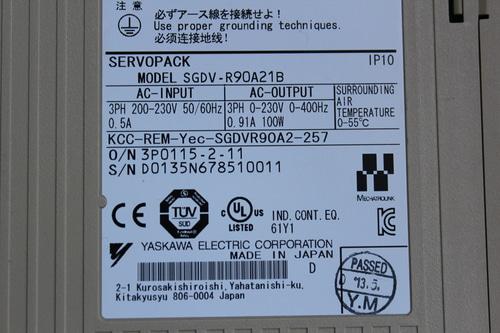 必ずアース線を接続せよ!
Use proper grounding techniques.
必须连接地线!
SERVOPACK IP10
MODEL SGDV-R90A21B
AC-INPUT AC-OUTPUT SURROUNDING AIR TEMPERATURE 0-55℃
3PH 200-230V 50/60Hz 3PH 0-230V 0-400Hz
0.5A 0.91A 100W
KCC-REM-Yec-SGDVR90A2-257
O/N 3P0115-2-11
S/N D0135N678510011
MECHATROLINK
CE TÜV SÜD C UL US LISTED IND. CONT. EQ. 61Y1
YASKAWA ELECTRIC CORPORATION
MADE IN JAPAN
D
2-1 Kurosakishiroishi, Yahatanishi-ku,
Kitakyusyu 806-0004 Japan
PASSED
'13.5.
Y.M